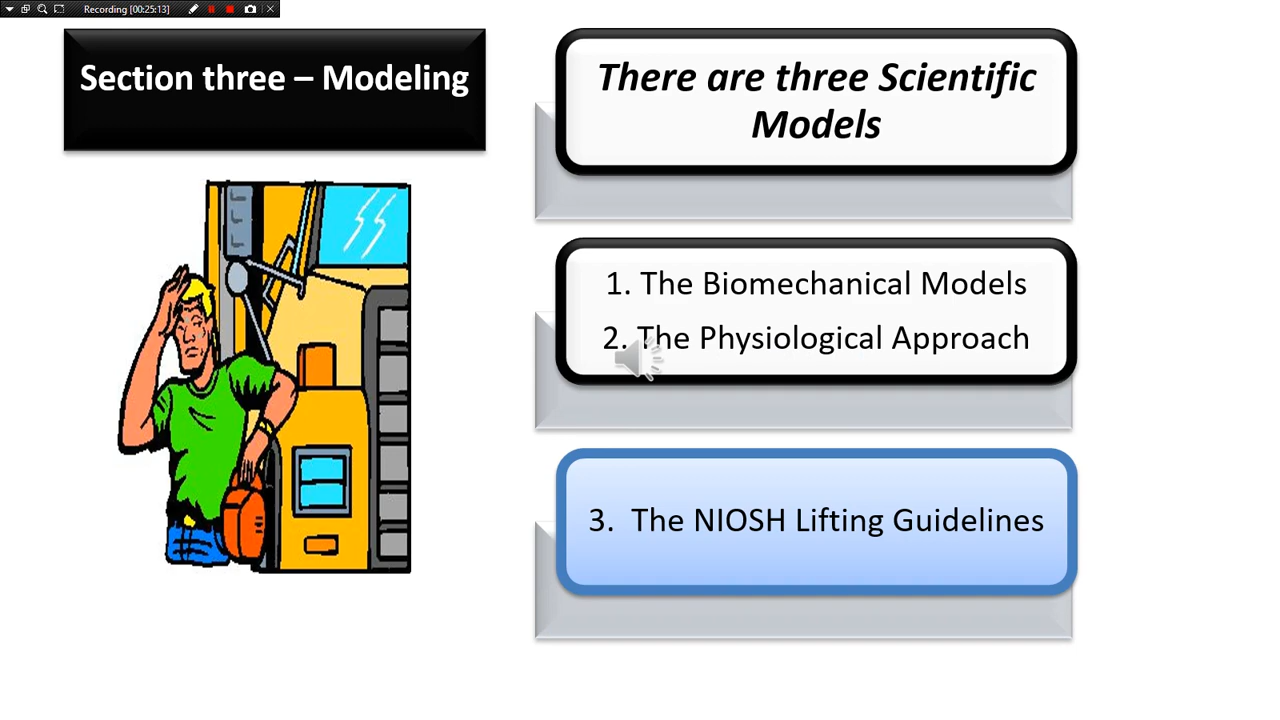 Recording [00:25:13]
Section three – Modeling
There are three Scientific
Models
1. The Biomechanical Models
2. The Physiological Approach
3. The NIOSH Lifting Guidelines